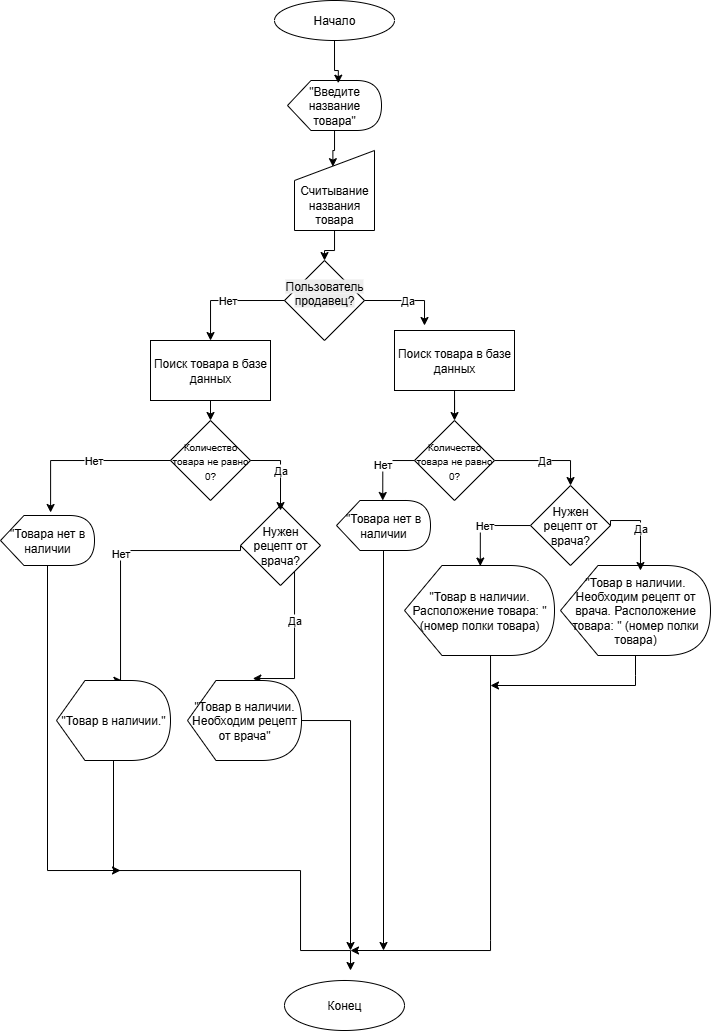 Начало
"Введите
название
товара"
Считывание
названия
товара
Пользователь
продавец?
Нет
Да
Поиск товара в базе
данных
Поиск товара в базе
данных
Количество
товара не равно
0?
Нет
Да
Количество
товара не равно
0?
Нет
Да
"Товара нет в
наличии
Нужен
рецепт от
врача?
Нет
Да
"Товара нет в
наличии
Нужен
рецепт от
врача?
Нет
Да
"Товар в наличии.
Расположение товара: "
(номер полки товара)
"Товар в наличии.
Необходим рецепт от
врача. Расположение
товара: " (номер полки
товара)
"Товар в наличии."
"Товар в наличии.
Необходим рецепт
от врача"
Конец